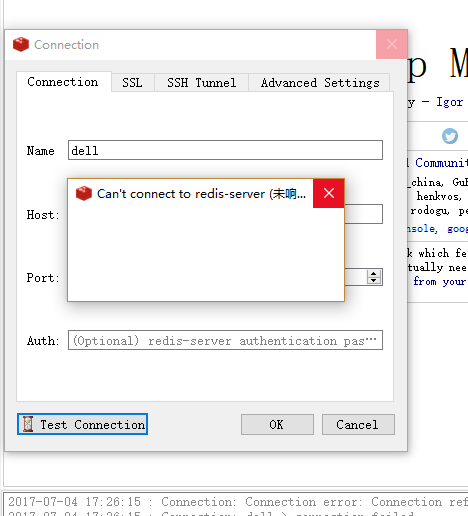 Connection
p M
Connection SSL SSH Tunnel Advanced Settings
y — Igor
Name dell
Communit
_china, Gu
Can't connect to redis-server (未响...
henkvos,
Host:
rodogu, pe
nsole, goog
k which fe
tually nee
Port:
from your
Auth: (Optional) redis-server authentication pas...
Test Connection OK Cancel
2017-07-04 17:26:15 : Connection: Connection error: Connection ref
2017-07-04 17:26:15 : Connection: dell > connection failed